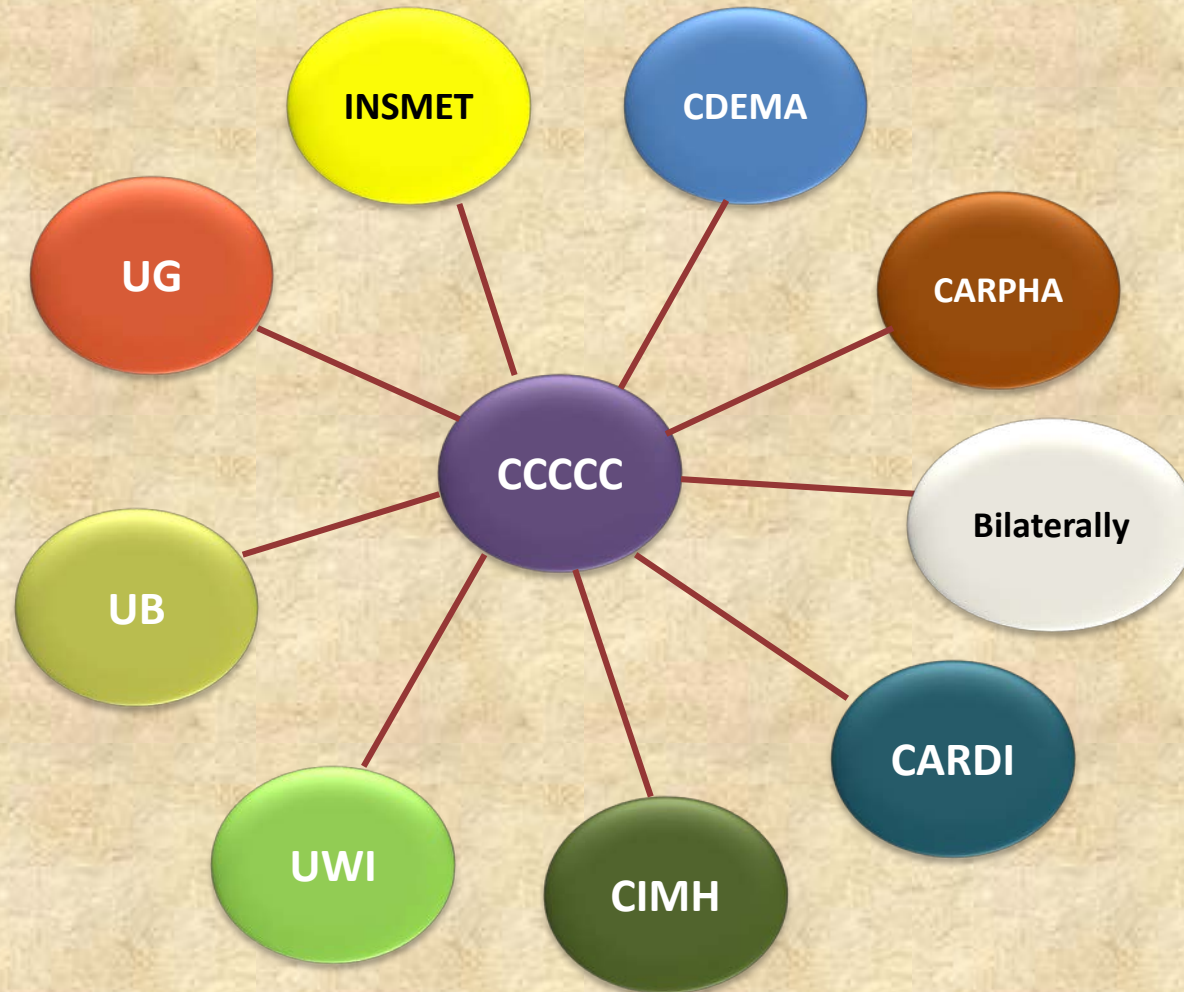 INSMET
CDEMA
UG
CARPHA
CCCCC
Bilaterally
UB
CARDI
UWI
CIMH